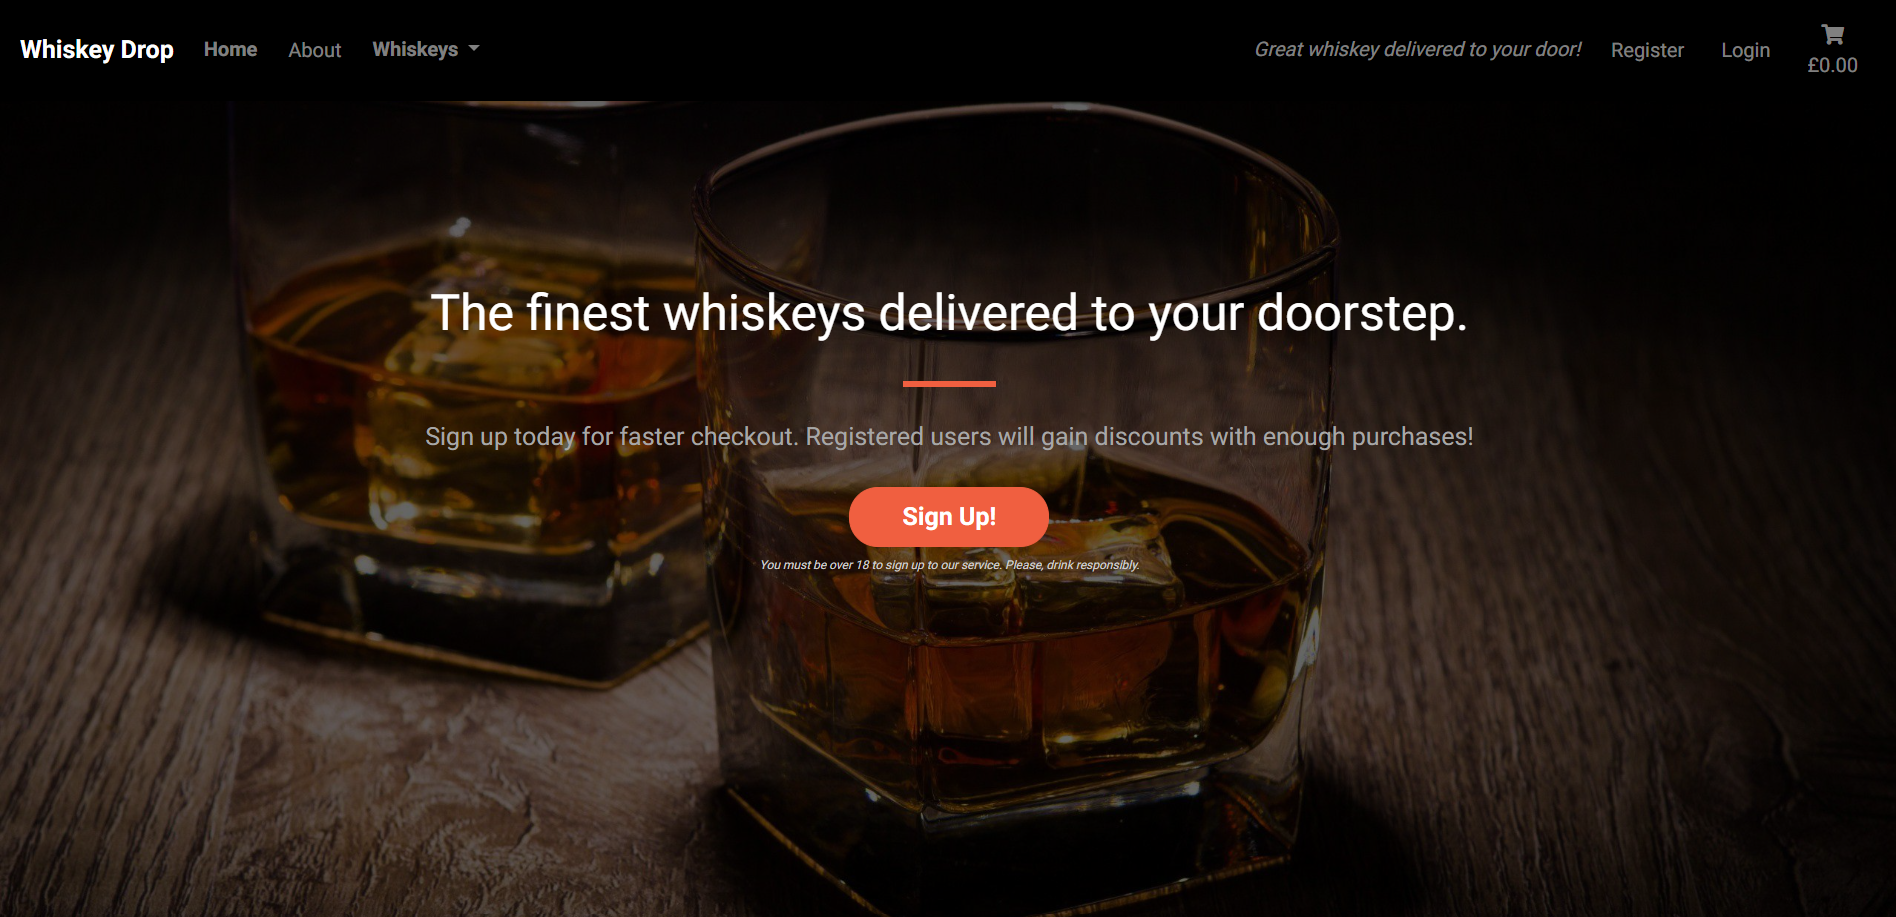 Whiskey Drop Home About Whiskeys Great whiskey delivered to your door! Register Login £0.00
The finest whiskeys delivered to your doorstep.
Sign up today for faster checkout. Registered users will gain discounts with enough purchases!
Sign Up!
You must be over 18 to sign up to our service. Please, drink responsibly.